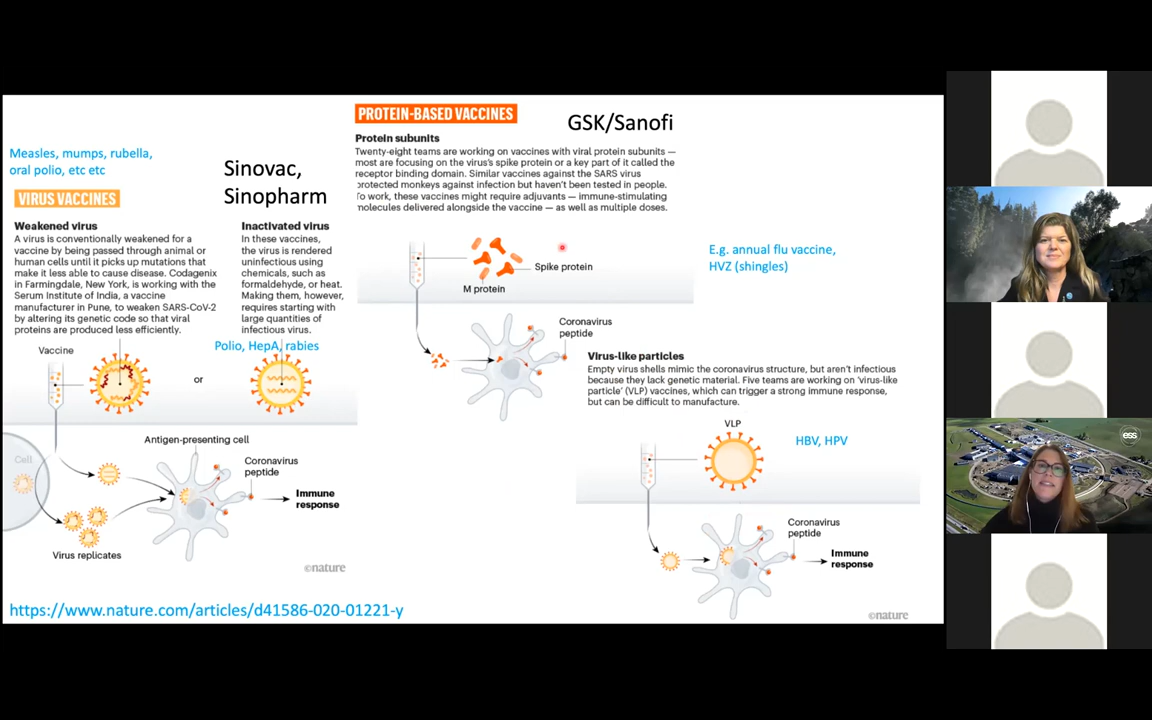 Measles, mumps, rubella,
oral polio, etc etc
VIRUS VACCINES
Sinovac,
Sinopharm
Weakened virus
A virus is conventionally weakened for a
vaccine by being passed through animal or
human cells until it picks up mutations that
make it less able to cause disease. Codagenix
in Farmingdale, New York, is working with the
Serum Institute of India, a vaccine
manufacturer in Pune, to weaken SARS-CoV-2
by altering its genetic code so that viral
proteins are produced less efficiently.
Inactivated virus
In these vaccines,
the virus is rendered
uninfectious using
chemicals, such as
formaldehyde, or heat.
Making them, however,
requires starting with
large quantities of
infectious virus.
Polio, HepA, rabies
Vaccine
or
Antigen-presenting cell
Cell
Coronavirus
peptide
Immune
response
Virus replicates
©nature
https://www.nature.com/articles/d41586-020-01221-y
PROTEIN-BASED VACCINES
GSK/Sanofi
Protein subunits
Twenty-eight teams are working on vaccines with viral protein subunits —
most are focusing on the virus's spike protein or a key part of it called the
receptor binding domain. Similar vaccines against the SARS virus
protected monkeys against infection but haven't been tested in people.
To work, these vaccines might require adjuvants — immune-stimulating
molecules delivered alongside the vaccine — as well as multiple doses.
Spike protein
M protein
E.g. annual flu vaccine,
HVZ (shingles)
Coronavirus
peptide
Virus-like particles
Empty virus shells mimic the coronavirus structure, but aren't infectious
because they lack genetic material. Five teams are working on 'virus-like
particle' (VLP) vaccines, which can trigger a strong immune response,
but can be difficult to manufacture.
VLP
HBV, HPV
Coronavirus
peptide
Immune
response
©nature
ess